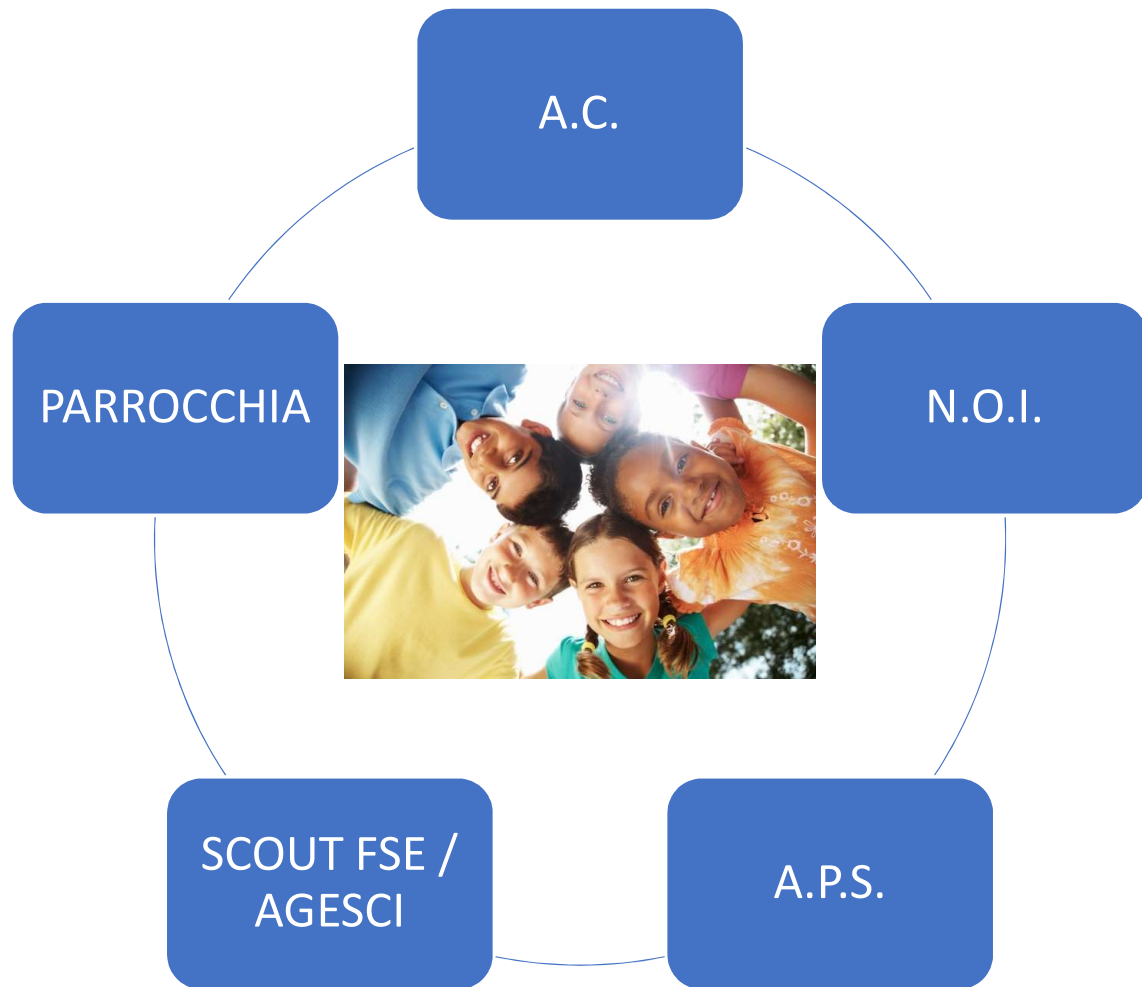 A.C.
PARROCCHIA
N.O.I.
SCOUT FSE /
AGESCI
A.P.S.